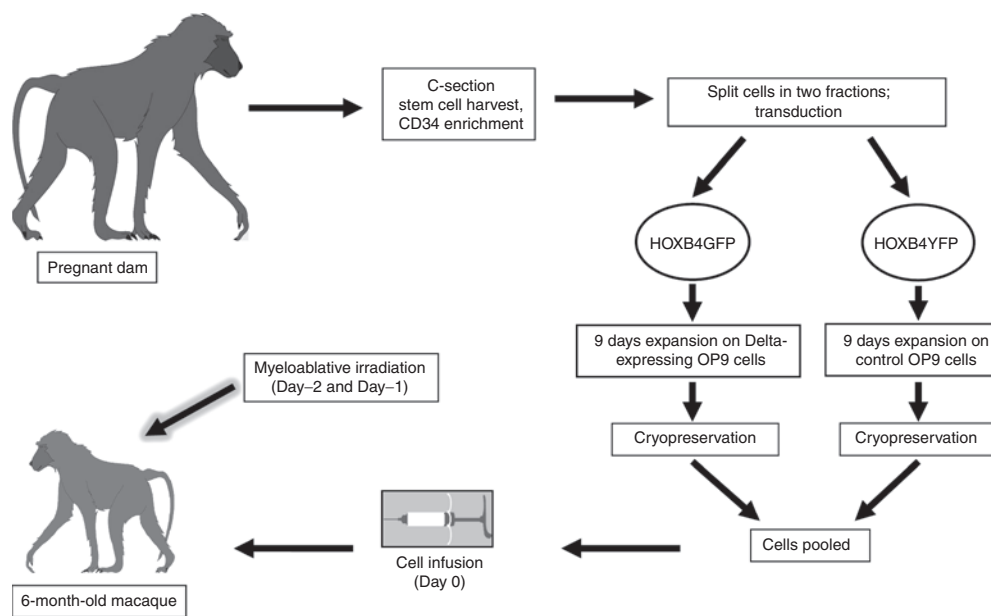 Pregnant dam
C-section
stem cell harvest,
CD34 enrichment
Split cells in two fractions;
transduction
HOXB4GFP
HOXB4YFP
9 days expansion on Delta-
expressing OP9 cells
9 days expansion on
control OP9 cells
Cryopreservation
Cryopreservation
Cells pooled
Cell infusion
(Day 0)
Myeloablative irradiation
(Day–2 and Day–1)
6-month-old macaque